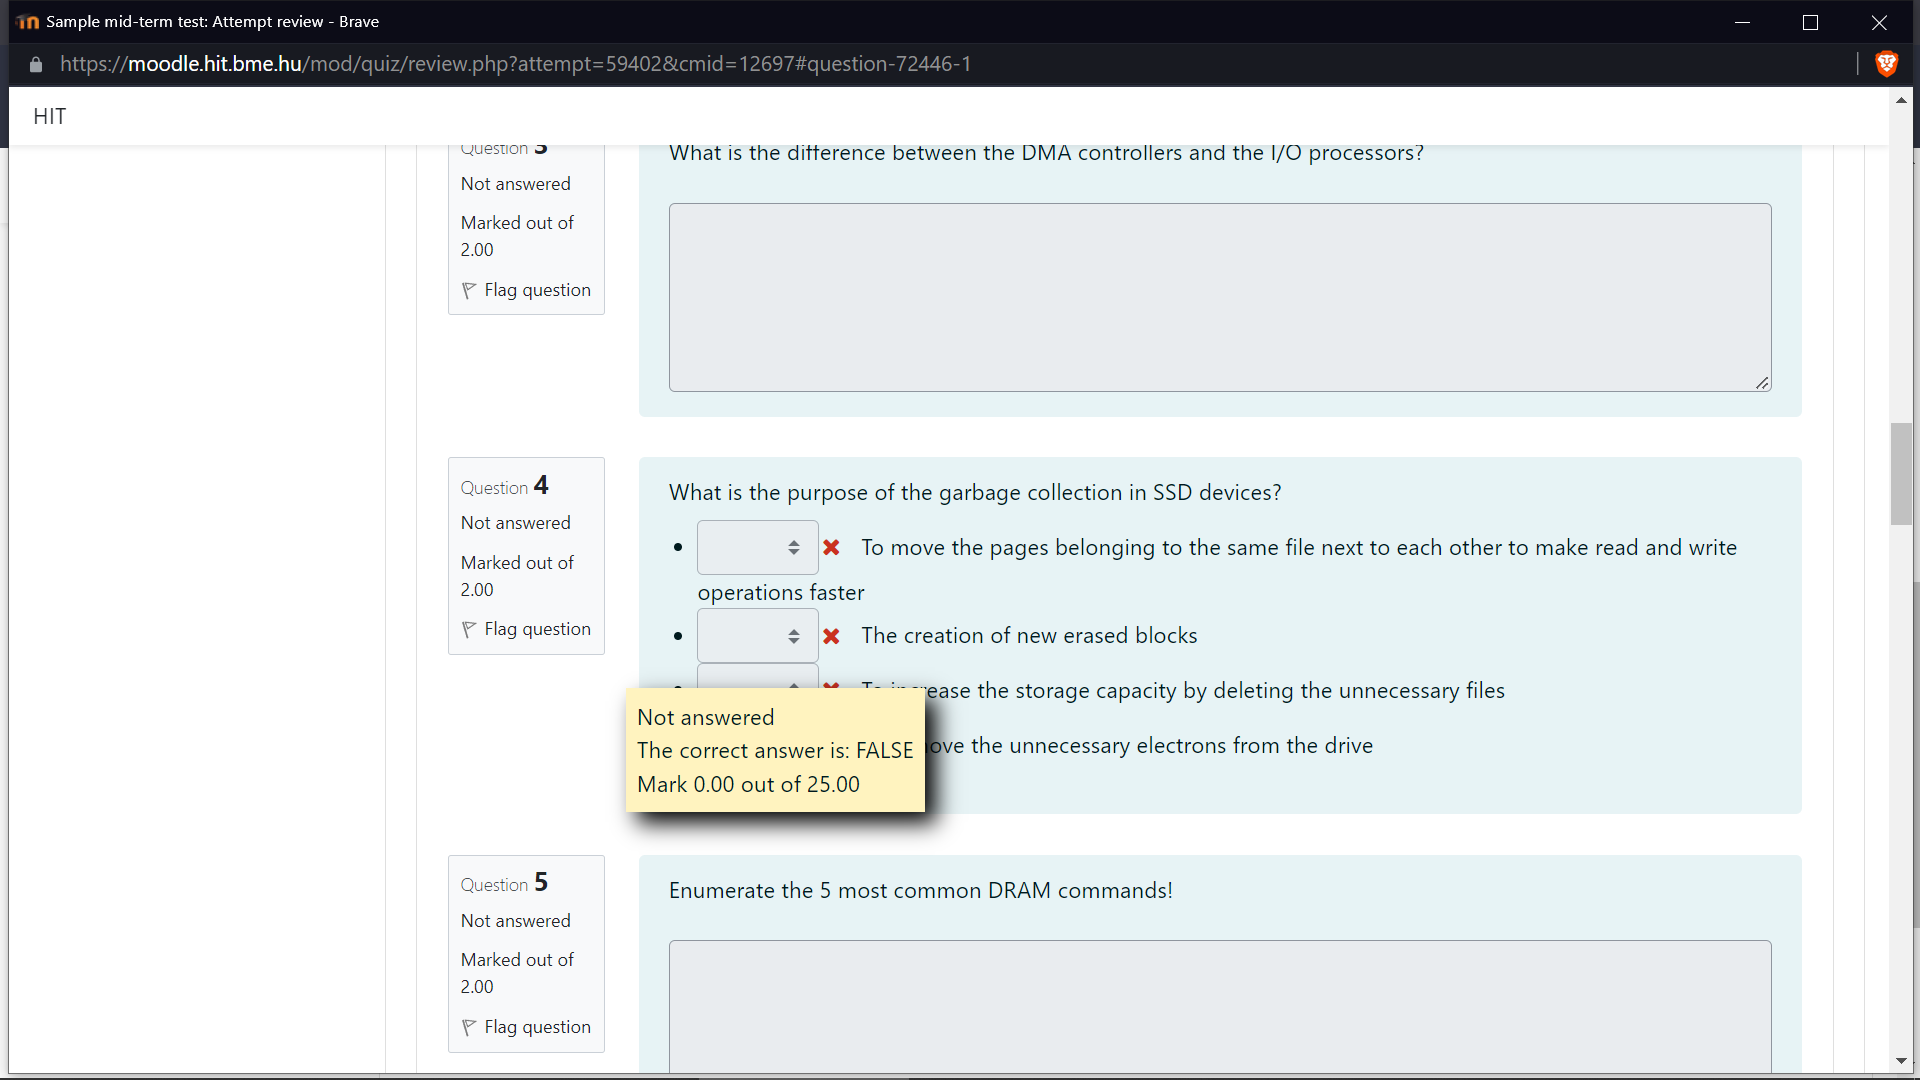 Sample mid-term test: Attempt review - Brave
https://moodle.hit.bme.hu/mod/quiz/review.php?attempt=59402&cmid=12697#question-72446-1
HIT
Question 3
Not answered
Marked out of
2.00
Flag question
What is the difference between the DMA controllers and the I/O processors?
Question 4
Not answered
Marked out of
2.00
Flag question
What is the purpose of the garbage collection in SSD devices?
To move the pages belonging to the same file next to each other to make read and write
operations faster
The creation of new erased blocks
To increase the storage capacity by deleting the unnecessary files
ove the unnecessary electrons from the drive
Not answered
The correct answer is: FALSE
Mark 0.00 out of 25.00
Question 5
Not answered
Marked out of
2.00
Flag question
Enumerate the 5 most common DRAM commands!